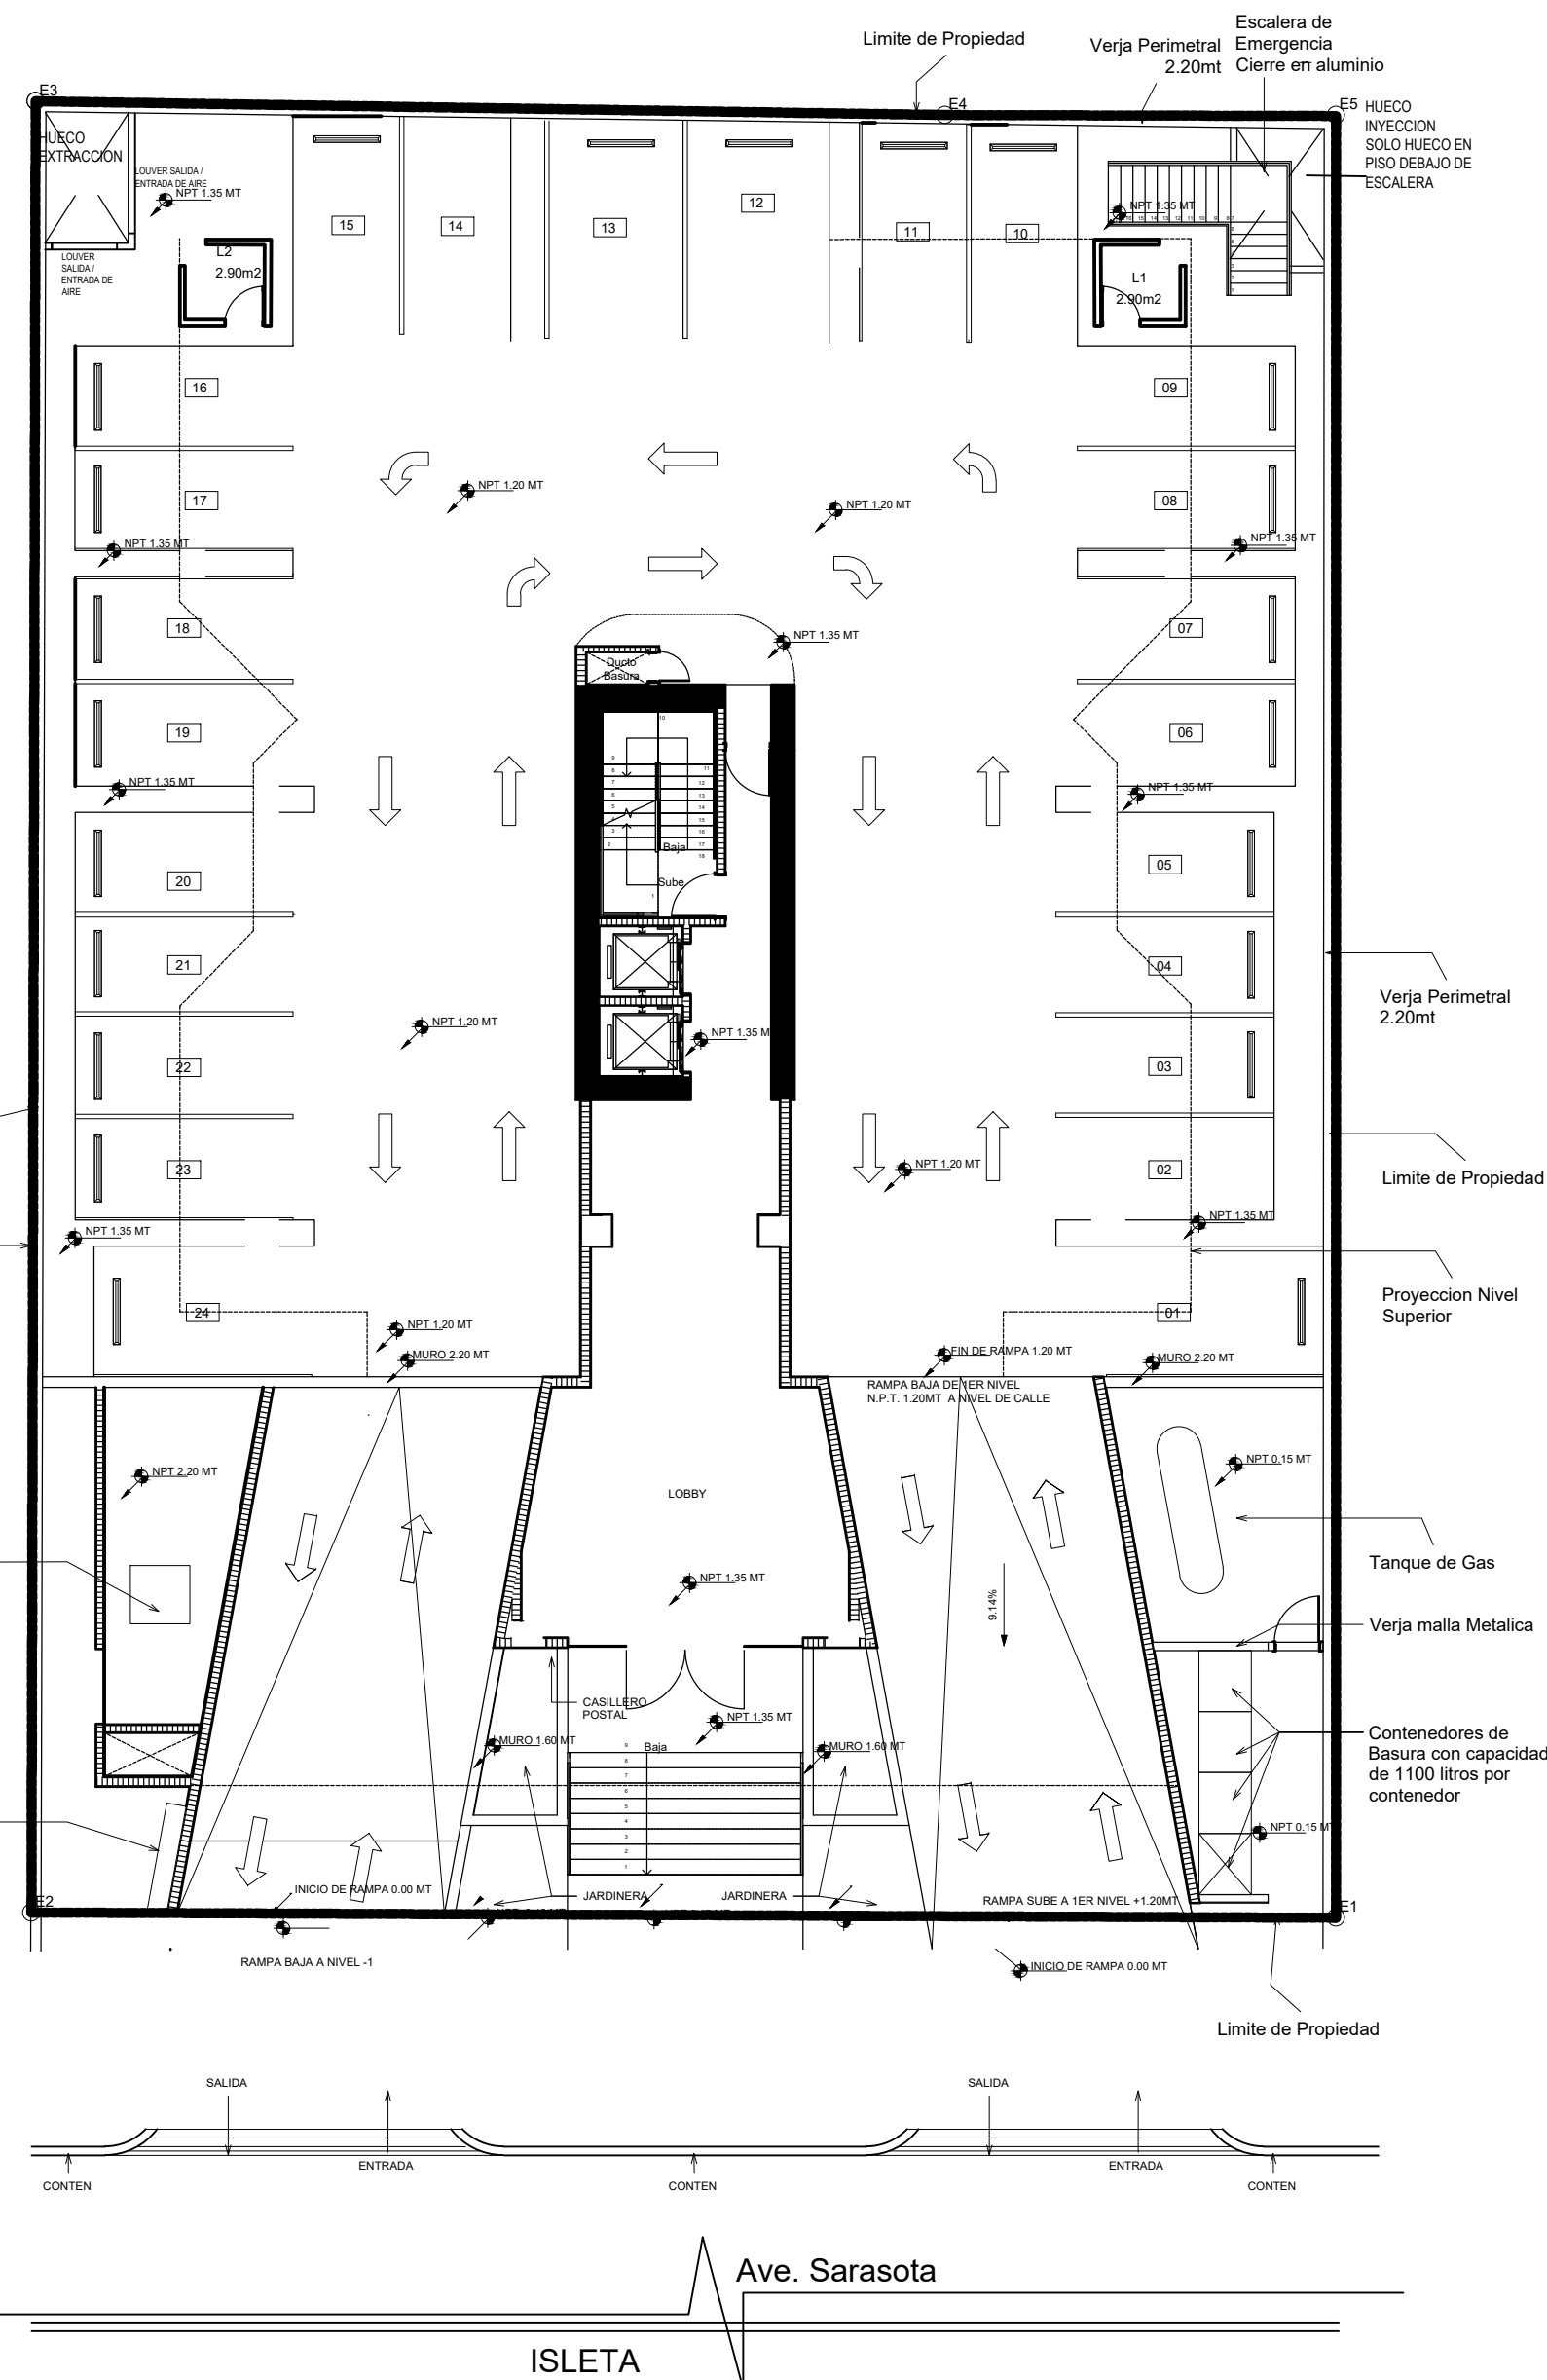 Escalera de
Emergencia
Cierre en aluminio
Limite de Propiedad
Verja Perimetral
2.20mt
E3
E4
E5
HUECO
INYECCION
SOLO HUECO EN
PISO DEBAJO DE
ESCALERA
HUECO
EXTRACCION
LOUVER SALIDA /
ENTRADA DE AIRE
NPT 1.35 MT
NPT 1.35 MT
15
14
13
12
11
10
LOUVER
SALIDA /
ENTRADA DE
AIRE
L2
2.90m2
L1
2.90m2
16
09
17
08
NPT 1.20 MT
NPT 1.20 MT
NPT 1.35 MT
NPT 1.35 MT
18
07
NPT 1.35 MT
Ducto
Basura
19
06
NPT 1.35 MT
NPT 1.35 MT
Baja
Sube
20
05
21
04
Verja Perimetral
2.20mt
NPT 1.20 MT
NPT 1.35 M
22
03
23
02
NPT 1.20 MT
Limite de Propiedad
NPT 1.35 MT
NPT 1.35 MT
24
01
Proyeccion Nivel
Superior
NPT 1.20 MT
MURO 2.20 MT
FIN DE RAMPA 1.20 MT
MURO 2.20 MT
RAMPA BAJA DE 1ER NIVEL
N.P.T. 1.20MT A NIVEL DE CALLE
NPT 2.20 MT
NPT 0.15 MT
LOBBY
Tanque de Gas
NPT 1.35 MT
9.14%
Verja malla Metalica
CASILLERO
POSTAL
NPT 1.35 MT
MURO 1.60 MT
Baja
MURO 1.60 MT
Contenedores de
Basura con capacidad
de 1100 litros por
contenedor
NPT 0.15 MT
INICIO DE RAMPA 0.00 MT
JARDINERA
JARDINERA
RAMPA SUBE A 1ER NIVEL +1.20MT
E2
E1
RAMPA BAJA A NIVEL -1
INICIO DE RAMPA 0.00 MT
Limite de Propiedad
SALIDA
SALIDA
ENTRADA
ENTRADA
CONTEN
CONTEN
CONTEN
Ave. Sarasota
ISLETA